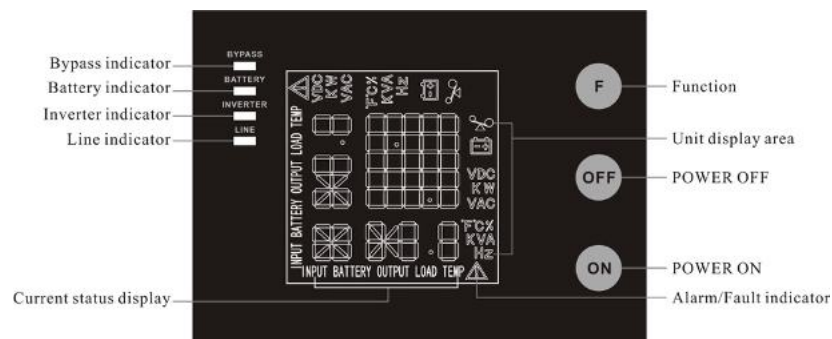 Bypass indicator
Battery indicator
Inverter indicator
Line indicator
Current status display
BYPASS
BATTERY
INVERTER
LINE
VDC
KW
VAC
°F°C%
KVA
Hz
INPUT BATTERY OUTPUT LOAD TEMP
VDC
KW
VAC
°F°C%
KVA
Hz
INPUT BATTERY OUTPUT LOAD TEMP
F
OFF
ON
Function
Unit display area
POWER OFF
POWER ON
Alarm/Fault indicator